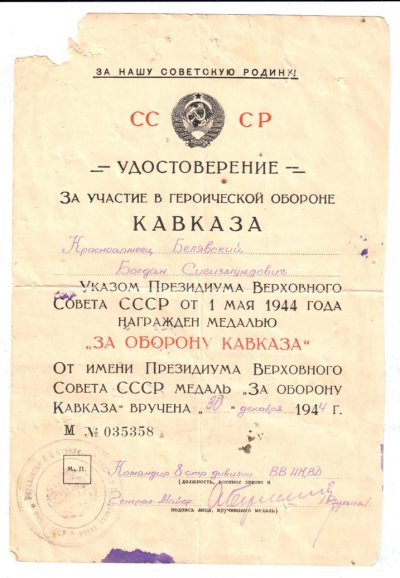 ЗА НАШУ СОВЕТСКУЮ РОДИНУ!
СССР
УДОСТОВЕРЕНИЕ
ЗА УЧАСТИЕ В ГЕРОИЧЕСКОЙ ОБОРОНЕ
КАВКАЗА
Красноармеец Белявский
Богдан Сигизмундович
УКАЗОМ ПРЕЗИДИУМА ВЕРХОВНОГО
СОВЕТА СССР ОТ 1 МАЯ 1944 ГОДА
НАГРАЖДЕН МЕДАЛЬЮ
„ЗА ОБОРОНУ КАВКАЗА“
ОТ ИМЕНИ ПРЕЗИДИУМА ВЕРХОВНОГО
СОВЕТА СССР МЕДАЛЬ „ЗА ОБОРОНУ
КАВКАЗА“ ВРУЧЕНА „30“ декабря 1944 г.
М № 035358
М. П.
Командир 8 стр дивизии ВВ НКВД
(должность, военное звание и
Генерал-Майор
подпись лица, вручившего медаль)